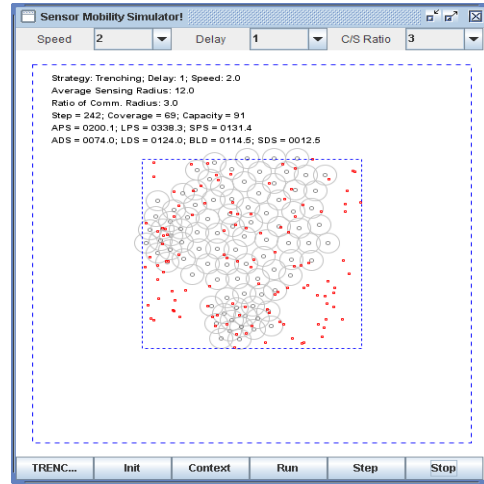 Sensor Mobility Simulator!
Speed 2 Delay 1 C/S Ratio 3
Strategy: Trenching; Delay: 1; Speed: 2.0
Average Sensing Radius: 12.0
Ratio of Comm. Radius: 3.0
Step = 242; Coverage = 69; Capacity = 91
APS = 0200.1; LPS = 0338.3; SPS = 0131.4
ADS = 0074.0; LDS = 0124.0; BLD = 0114.5; SDS = 0012.5
TRENC... Init Context Run Step Stop